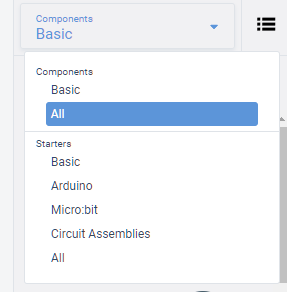 Components
Basic
Components
Basic
All
Starters
Basic
Arduino
Micro:bit
Circuit Assemblies
All